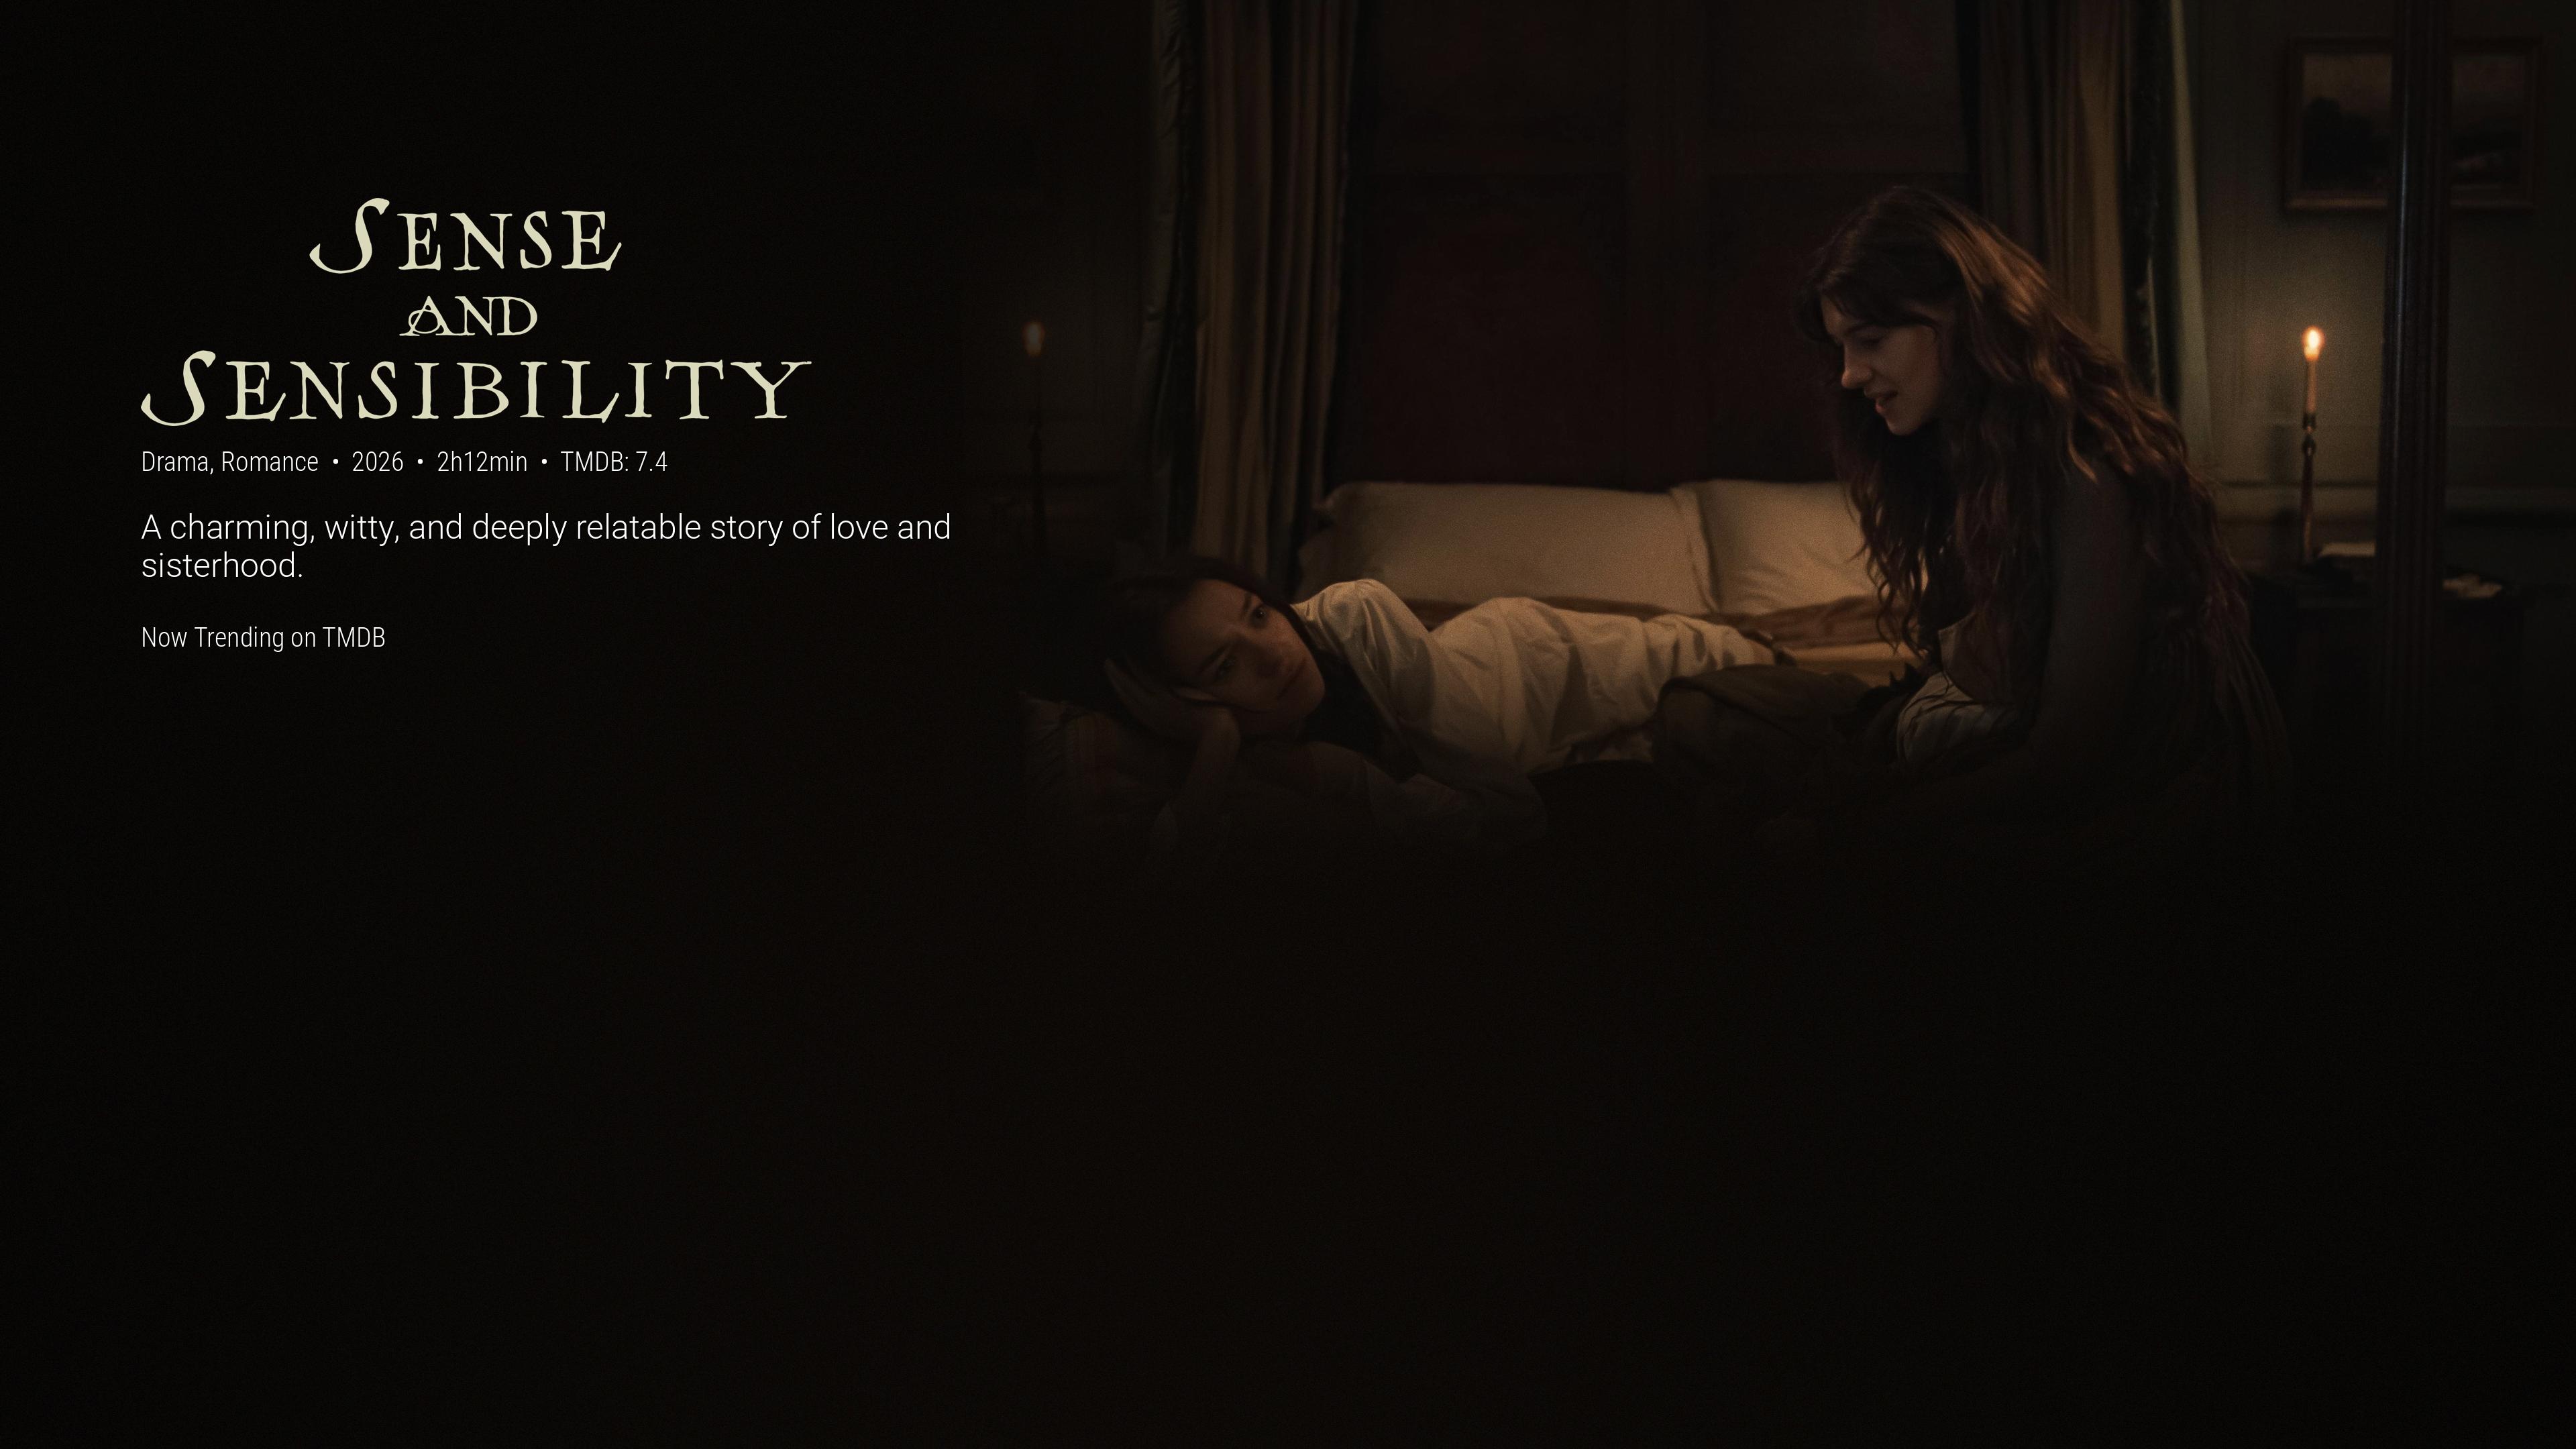 SENSE
AND
SENSIBILITY
Drama, Romance • 2026 • 2h12min • TMDB: 7.4
A charming, witty, and deeply relatable story of love and
sisterhood.
Now Trending on TMDB